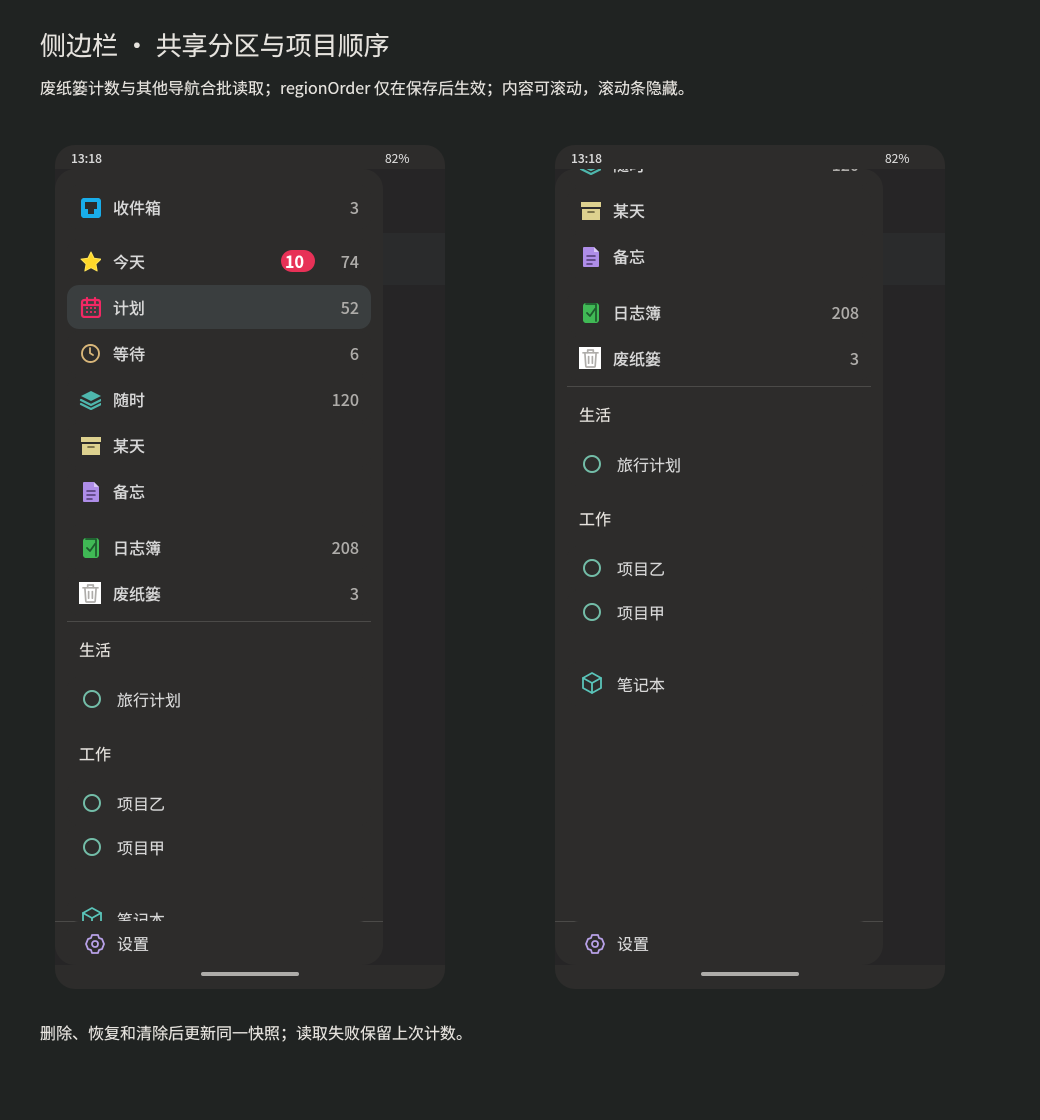 侧边栏 · 共享分区与项目顺序
废纸篓计数与其他导航合批读取；regionOrder 仅在保存后生效；内容可滚动，滚动条隐藏。
13:18
82%
收件箱 3
今天 10 74
计划 52
等待 6
随时 120
某天
备忘
日志簿 208
废纸篓 3
生活
旅行计划
工作
项目乙
项目甲
笔记本
设置
13:18
82%
随时 120
某天
备忘
日志簿 208
废纸篓 3
生活
旅行计划
工作
项目乙
项目甲
笔记本
设置
删除、恢复和清除后更新同一快照；读取失败保留上次计数。